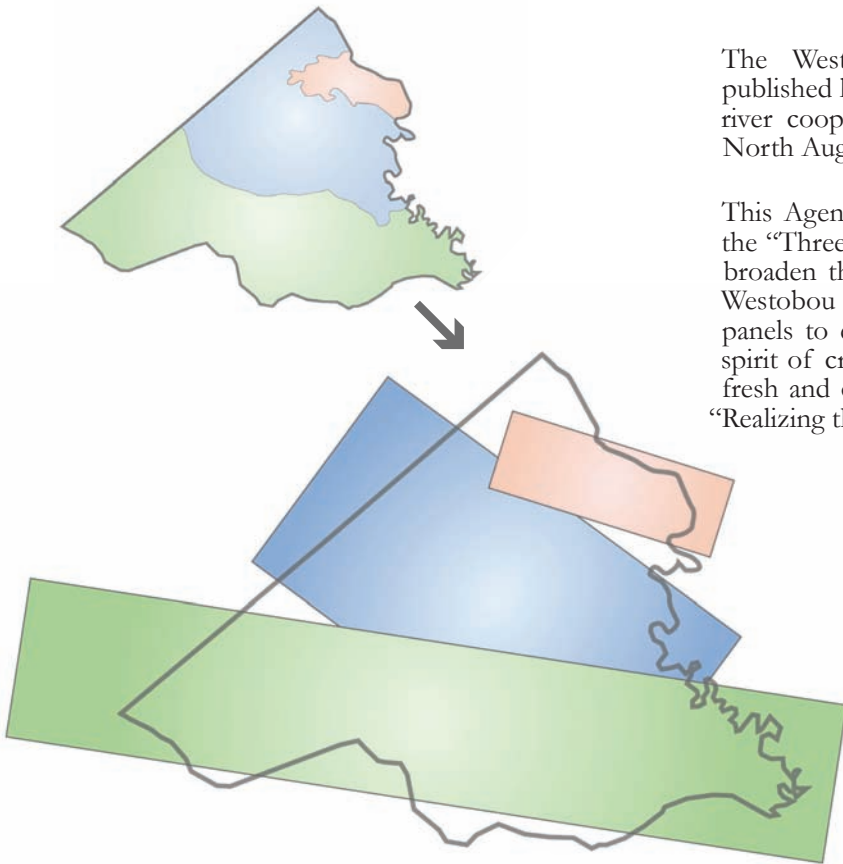 The West
published
river coop
North Aug
This Agen
the “Three
broaden th
Westobou
panels to
spirit of cr
fresh and
“Realizing th